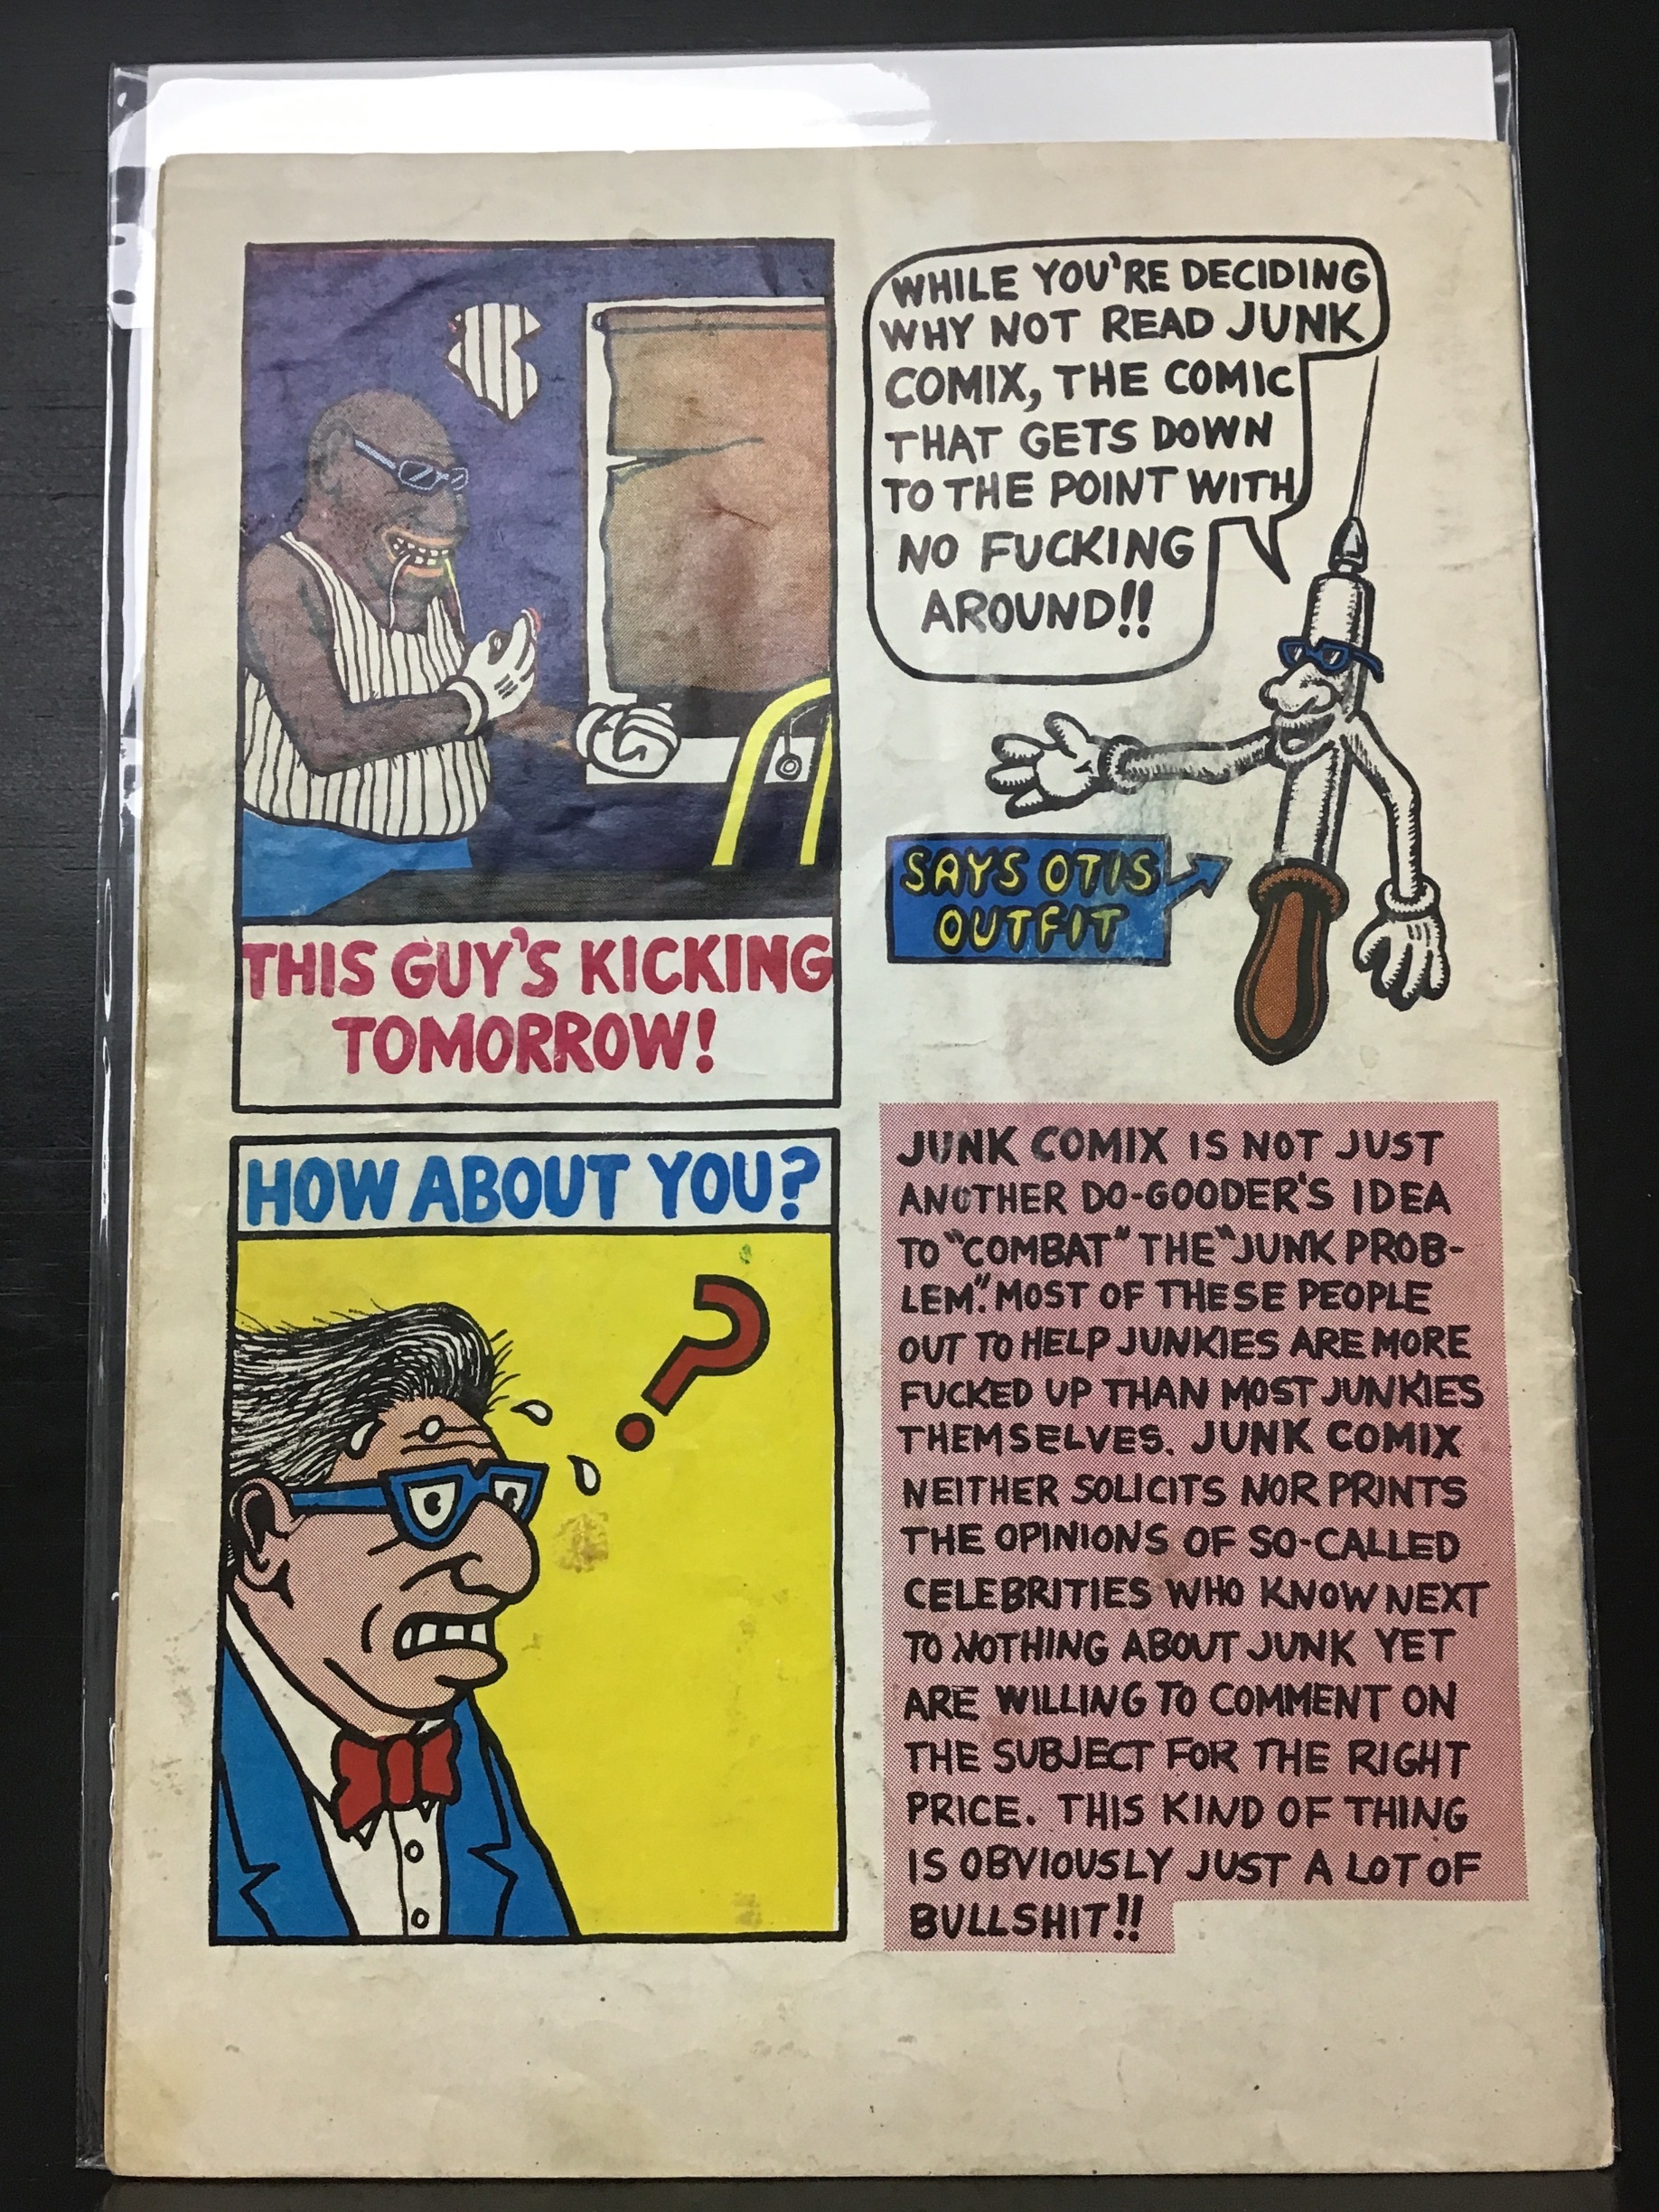 THIS GUY'S KICKING
TOMORROW!
HOW ABOUT YOU?
?
WHILE YOU'RE DECIDING
WHY NOT READ JUNK
COMIX, THE COMIC
THAT GETS DOWN
TO THE POINT WITH
NO FUCKING
AROUND!!
SAYS OTIS
OUTFIT
JUNK COMIX IS NOT JUST
ANOTHER DO-GOODER'S IDEA
TO "COMBAT" THE "JUNK PROB-
LEM". MOST OF THESE PEOPLE
OUT TO HELP JUNKIES ARE MORE
FUCKED UP THAN MOST JUNKIES
THEMSELVES. JUNK COMIX
NEITHER SOLICITS NOR PRINTS
THE OPINIONS OF SO-CALLED
CELEBRITIES WHO KNOW NEXT
TO NOTHING ABOUT JUNK YET
ARE WILLING TO COMMENT ON
THE SUBJECT FOR THE RIGHT
PRICE. THIS KIND OF THING
IS OBVIOUSLY JUST A LOT OF
BULLSHIT!!